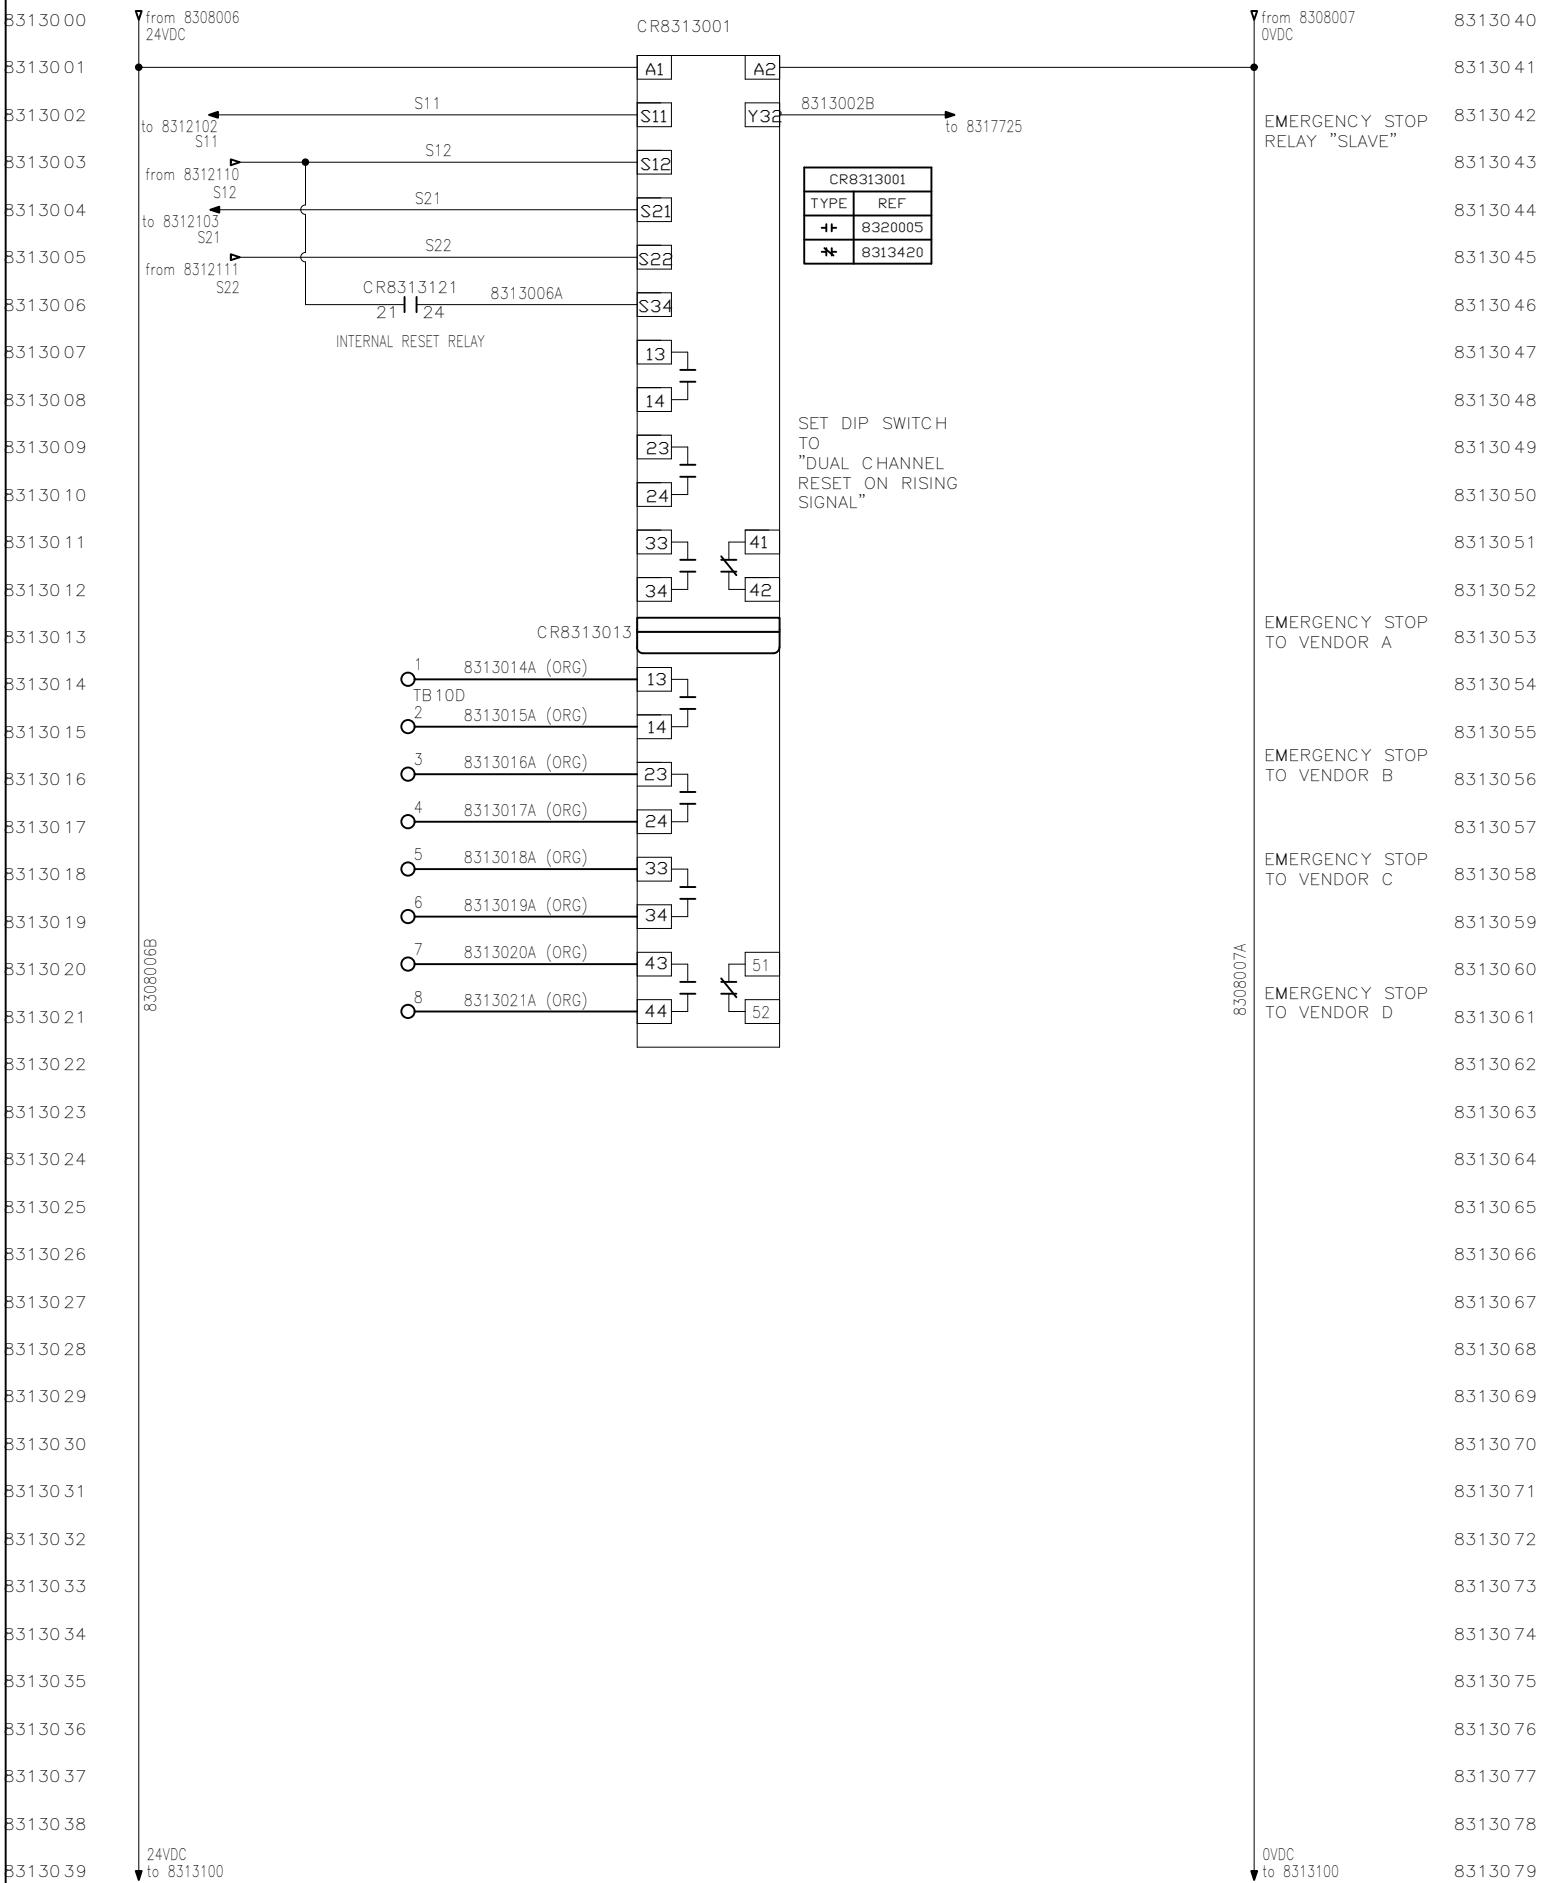 8313000
from 8308006
24VDC
CR8313001
from 8308007
0VDC
8313040
8313001
A1
A2
8313041
8313002
S11
to 8312102
S11
S11
Y32
8313002B
to 8317725
EMERGENCY STOP
RELAY "SLAVE"
8313042
8313003
from 8312110
S12
S12
S12
8313043
CR8313001
TYPE REF
8320005
8313420
8313004
to 8312103
S21
S21
S21
8313044
8313005
from 8312111
S22
S22
S22
8313045
8313006
CR8313121
21 24
8313006A
S34
8313046
INTERNAL RESET RELAY
8313007
13
8313047
8313008
14
8313048
SET DIP SWITCH
TO
"DUAL CHANNEL
RESET ON RISING
SIGNAL"
8313009
23
8313049
8313010
24
8313050
8313011
33
41
8313051
8313012
34
42
8313052
8313013
CR8313013
EMERGENCY STOP
TO VENDOR A
8313053
8313014
1
8313014A (ORG)
13
8313054
TB10D
8313015
2
8313015A (ORG)
14
8313055
8313016
3
8313016A (ORG)
23
EMERGENCY STOP
TO VENDOR B
8313056
8313017
4
8313017A (ORG)
24
8313057
8313018
5
8313018A (ORG)
33
EMERGENCY STOP
TO VENDOR C
8313058
8313019
6
8313019A (ORG)
34
8313059
8313020
8308006B
7
8313020A (ORG)
43
51
8308007A
8313060
8313021
8
8313021A (ORG)
44
52
EMERGENCY STOP
TO VENDOR D
8313061
8313022
8313062
8313023
8313063
8313024
8313064
8313025
8313065
8313026
8313066
8313027
8313067
8313028
8313068
8313029
8313069
8313030
8313070
8313031
8313071
8313032
8313072
8313033
8313073
8313034
8313074
8313035
8313075
8313036
8313076
8313037
8313077
8313038
8313078
8313039
24VDC
to 8313100
0VDC
to 8313100
8313079